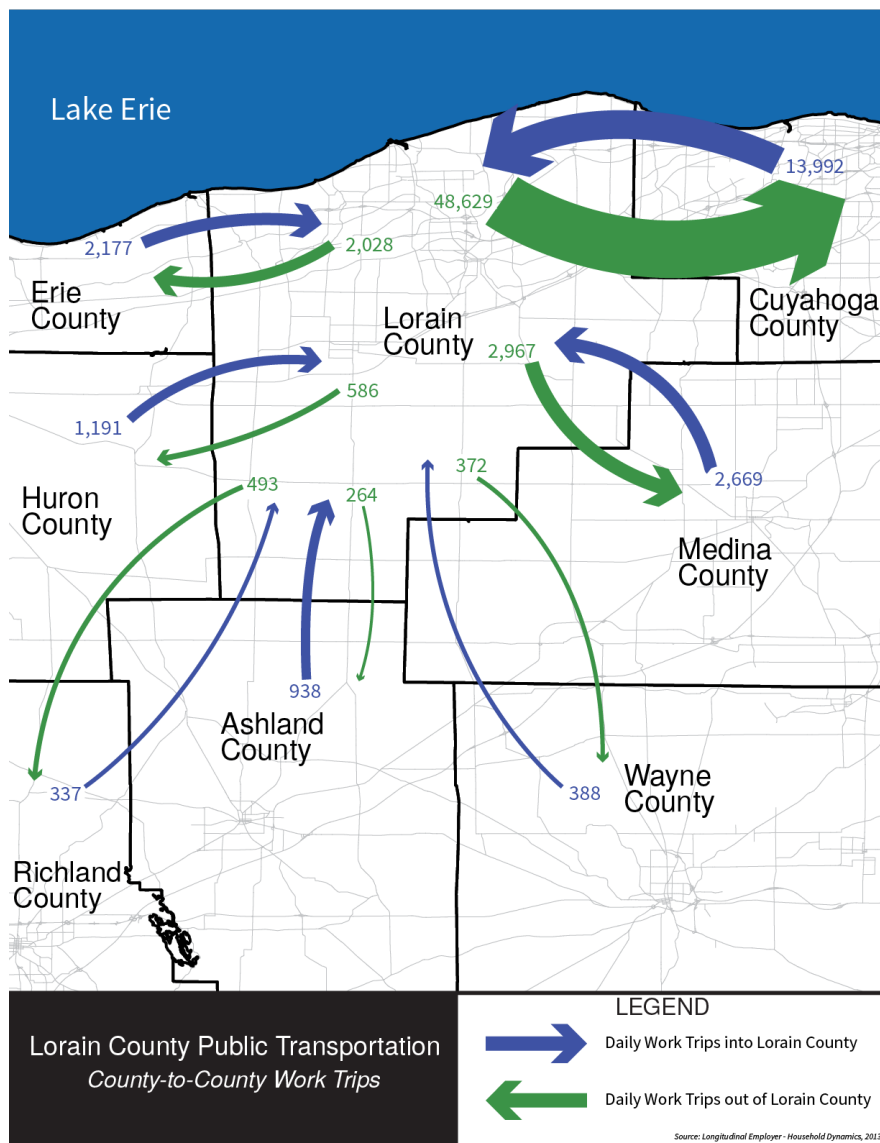 Lake Erie
13,992
48,629
2,177
2,028
Erie
County
Cuyahoga
County
Lorain
County
2,967
586
1,191
372
2,669
493
264
Huron
County
Medina
County
938
Ashland
County
337
388
Wayne
County
Richland
County
Lorain County Public Transportation
County-to-County Work Trips
LEGEND
Daily Work Trips into Lorain County
Daily Work Trips out of Lorain County
Source: Longitudinal Employer - Household Dynamics, 2013